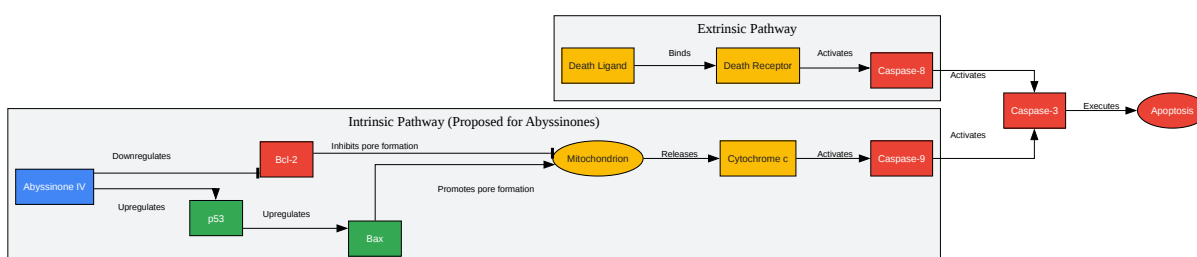 Extrinsic Pathway
Death Ligand
Binds
Death Receptor
Activates
Caspase-8
Activates
Caspase-3
Executes
Apoptosis
Intrinsic Pathway (Proposed for Abyssinones)
Abyssinone IV
Downregulates
Bcl-2
Inhibits pore formation
Mitochondrion
Releases
Cytochrome c
Activates
Caspase-9
Activates
Upregulates
p53
Upregulates
Bax
Promotes pore formation